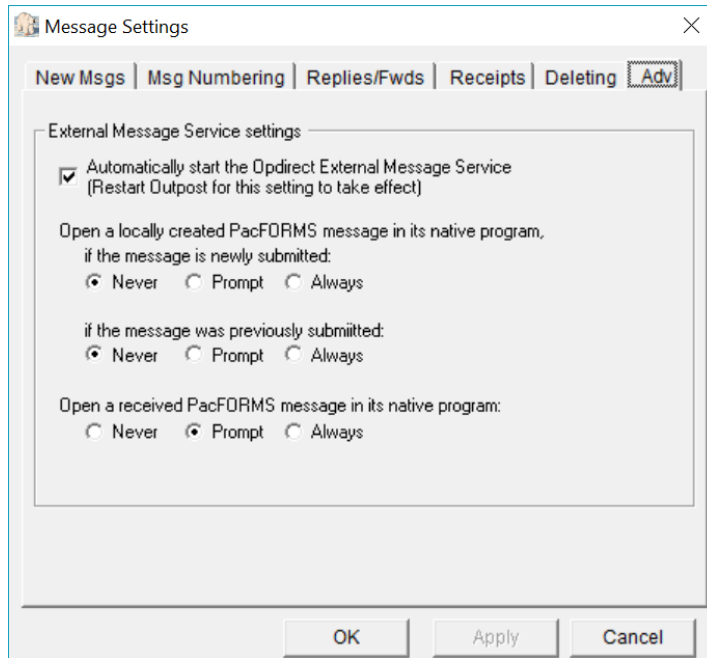 Message Settings
New Msgs Msg Numbering Replies/Fwds Receipts Deleting Adv
External Message Service settings
Automatically start the Opdirect External Message Service
(Restart Outpost for this setting to take effect)
Open a locally created PacFORMS message in its native program,
if the message is newly submitted:
Never Prompt Always
if the message was previously submiitted:
Never Prompt Always
Open a received PacFORMS message in its native program:
Never Prompt Always
OK Apply Cancel